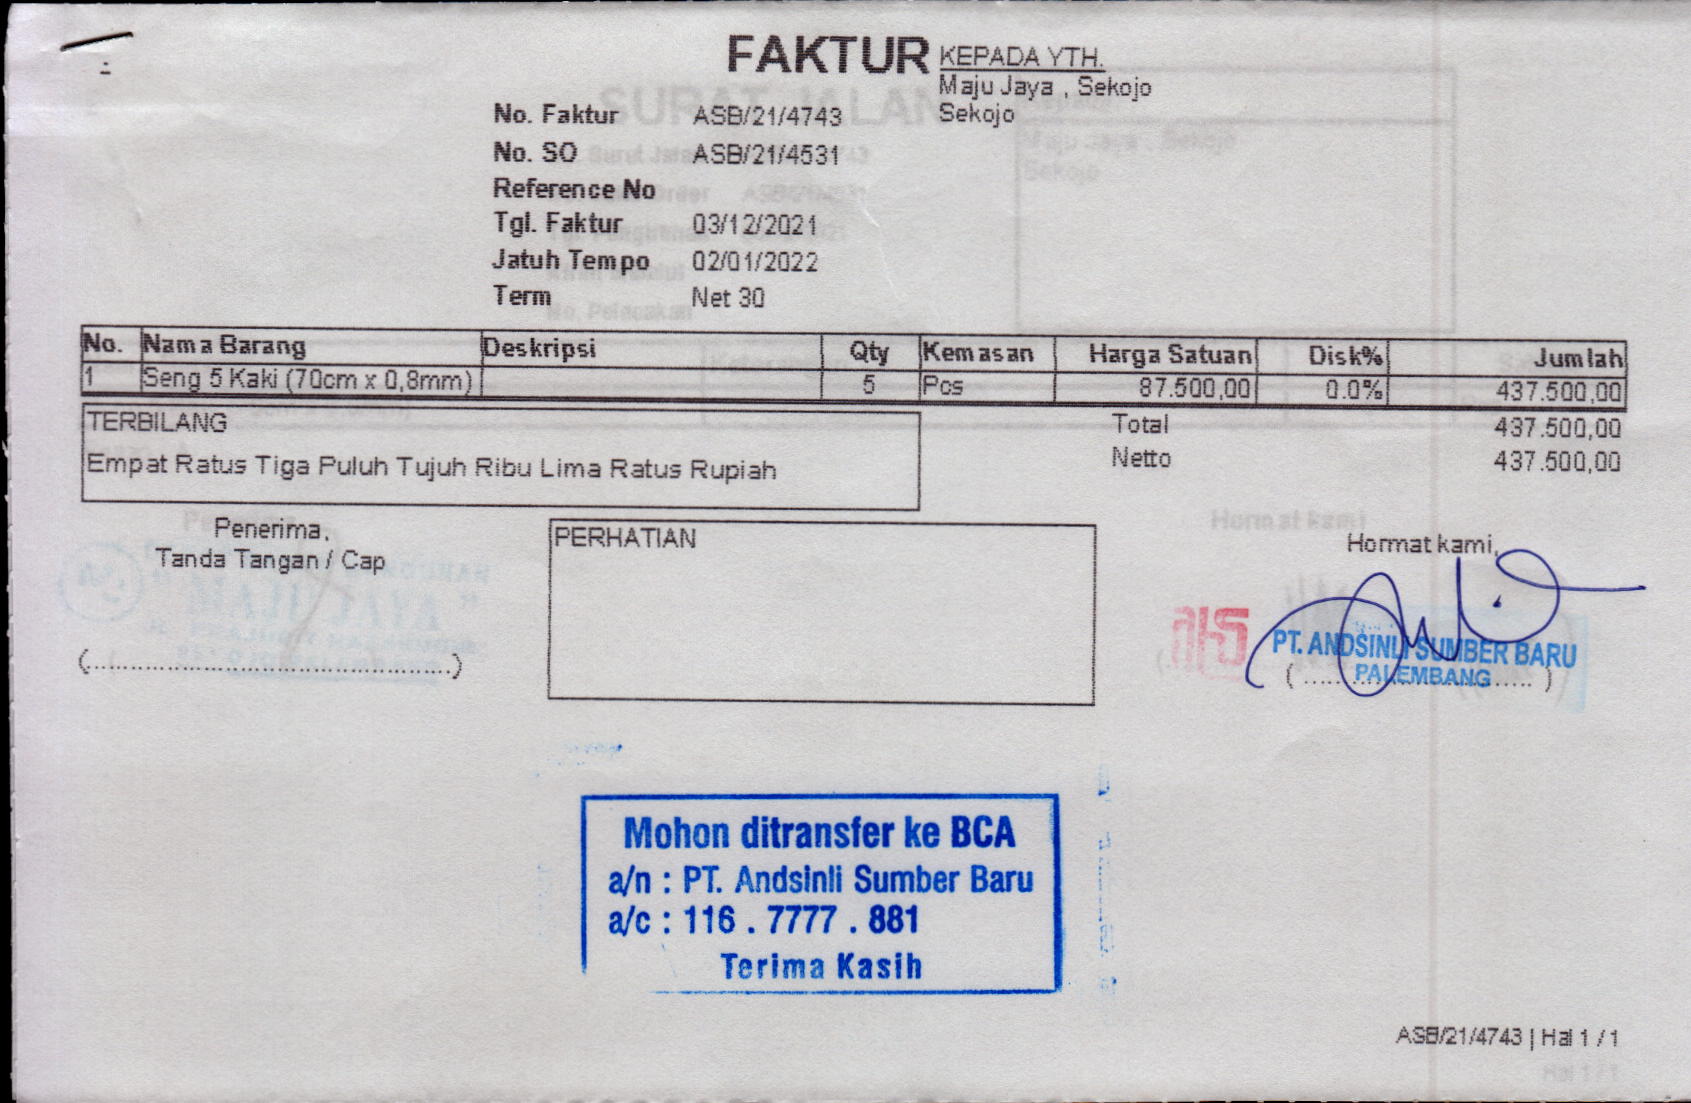 FAKTUR
KEPADA YTH.
Maju Jaya , Sekojo
Sekojo
No. Faktur ASB/21/4743
No. SO ASB/21/4531
Reference No
Tgl. Faktur 03/12/2021
Jatuh Tempo 02/01/2022
Term Net 30
No. Nama Barang Deskripsi Qty Kemasan Harga Satuan Disk% Jumlah
1 Seng 5 Kaki (70cm x 0,8mm) 5 Pcs 87.500,00 0.0% 437.500,00
TERBILANG
Empat Ratus Tiga Puluh Tujuh Ribu Lima Ratus Rupiah
Total 437.500,00
Netto 437.500,00
Penerima,
Tanda Tangan / Cap
(............................................................)
PERHATIAN
Hormat kami,
PT. ANDSINLI SUMBER BARU
PALEMBANG
Mohon ditransfer ke BCA
a/n : PT. Andsinli Sumber Baru
a/c : 116 . 7777 . 881
Terima Kasih
ASB/21/4743 | Hal 1 / 1